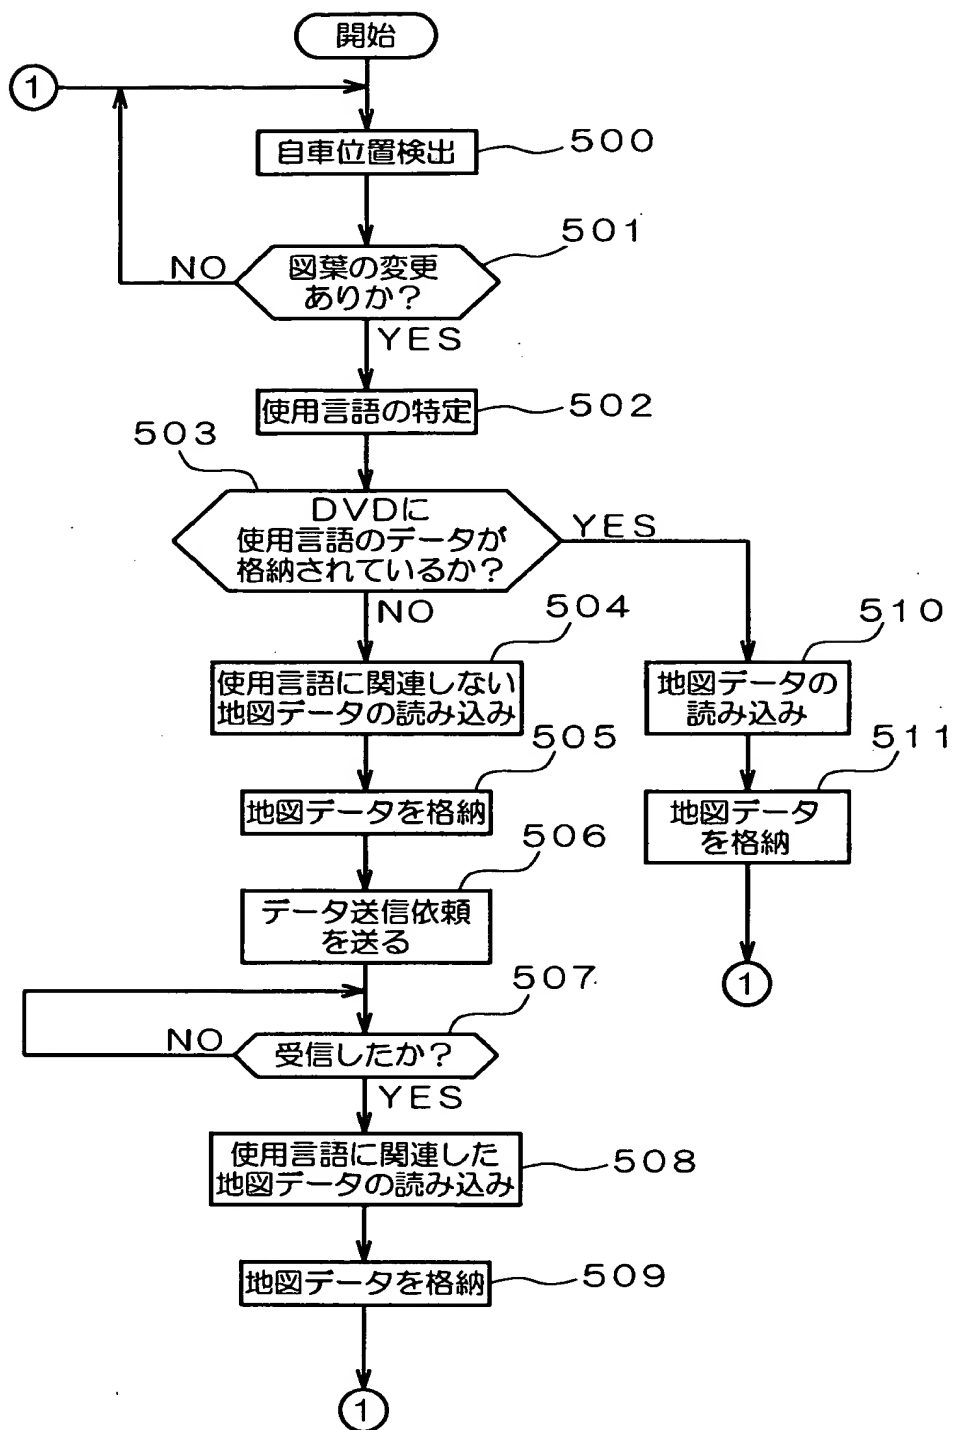 開始
①
自車位置検出
500
501
図葉の変更
ありか?
NO
YES
使用言語の特定
502
503
DVDに
使用言語のデータが
格納されているか?
YES
NO
504
使用言語に関連しない
地図データの読み込み
510
地図データの
読み込み
505
地図データを格納
511
地図データ
を格納
506
データ送信依頼
を送る
①
507
受信したか?
NO
YES
使用言語に関連した
地図データの読み込み
508
地図データを格納
509
①